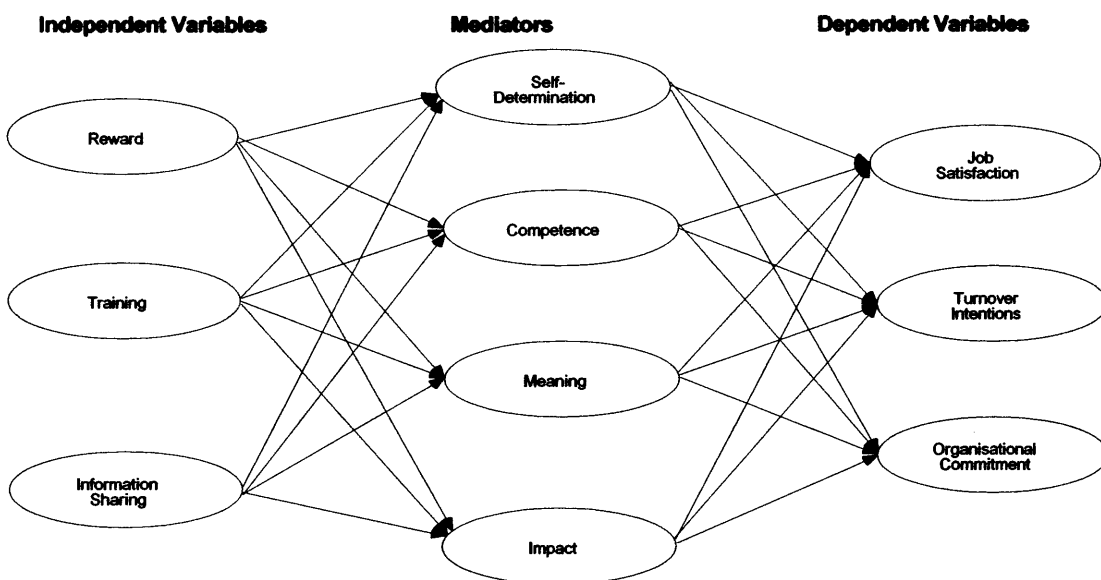 Independent Variables
Mediators
Dependent Variables
Self-
Determination
Reward
Job
Satisfaction
Competence
Training
Turnover
Intentions
Meaning
Information
Sharing
Organisational
Commitment
Impact